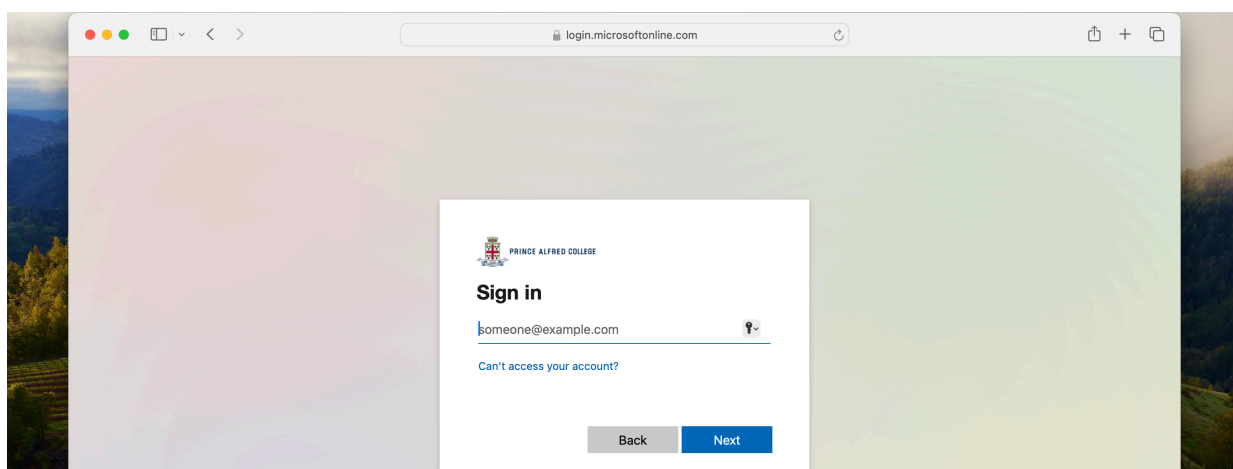 login.microsoftonline.com
PRINCE ALFRED COLLEGE
Sign in
someone@example.com
Can't access your account?
Back Next